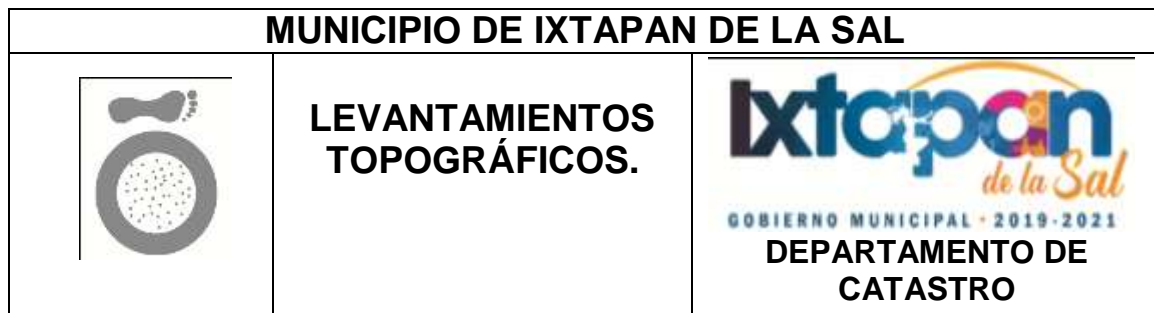 MUNICIPIO DE IXTAPAN DE LA SAL
LEVANTAMIENTOS
TOPOGRÁFICOS.
Ixtapan
de la Sal
GOBIERNO MUNICIPAL • 2019-2021
DEPARTAMENTO DE
CATASTRO